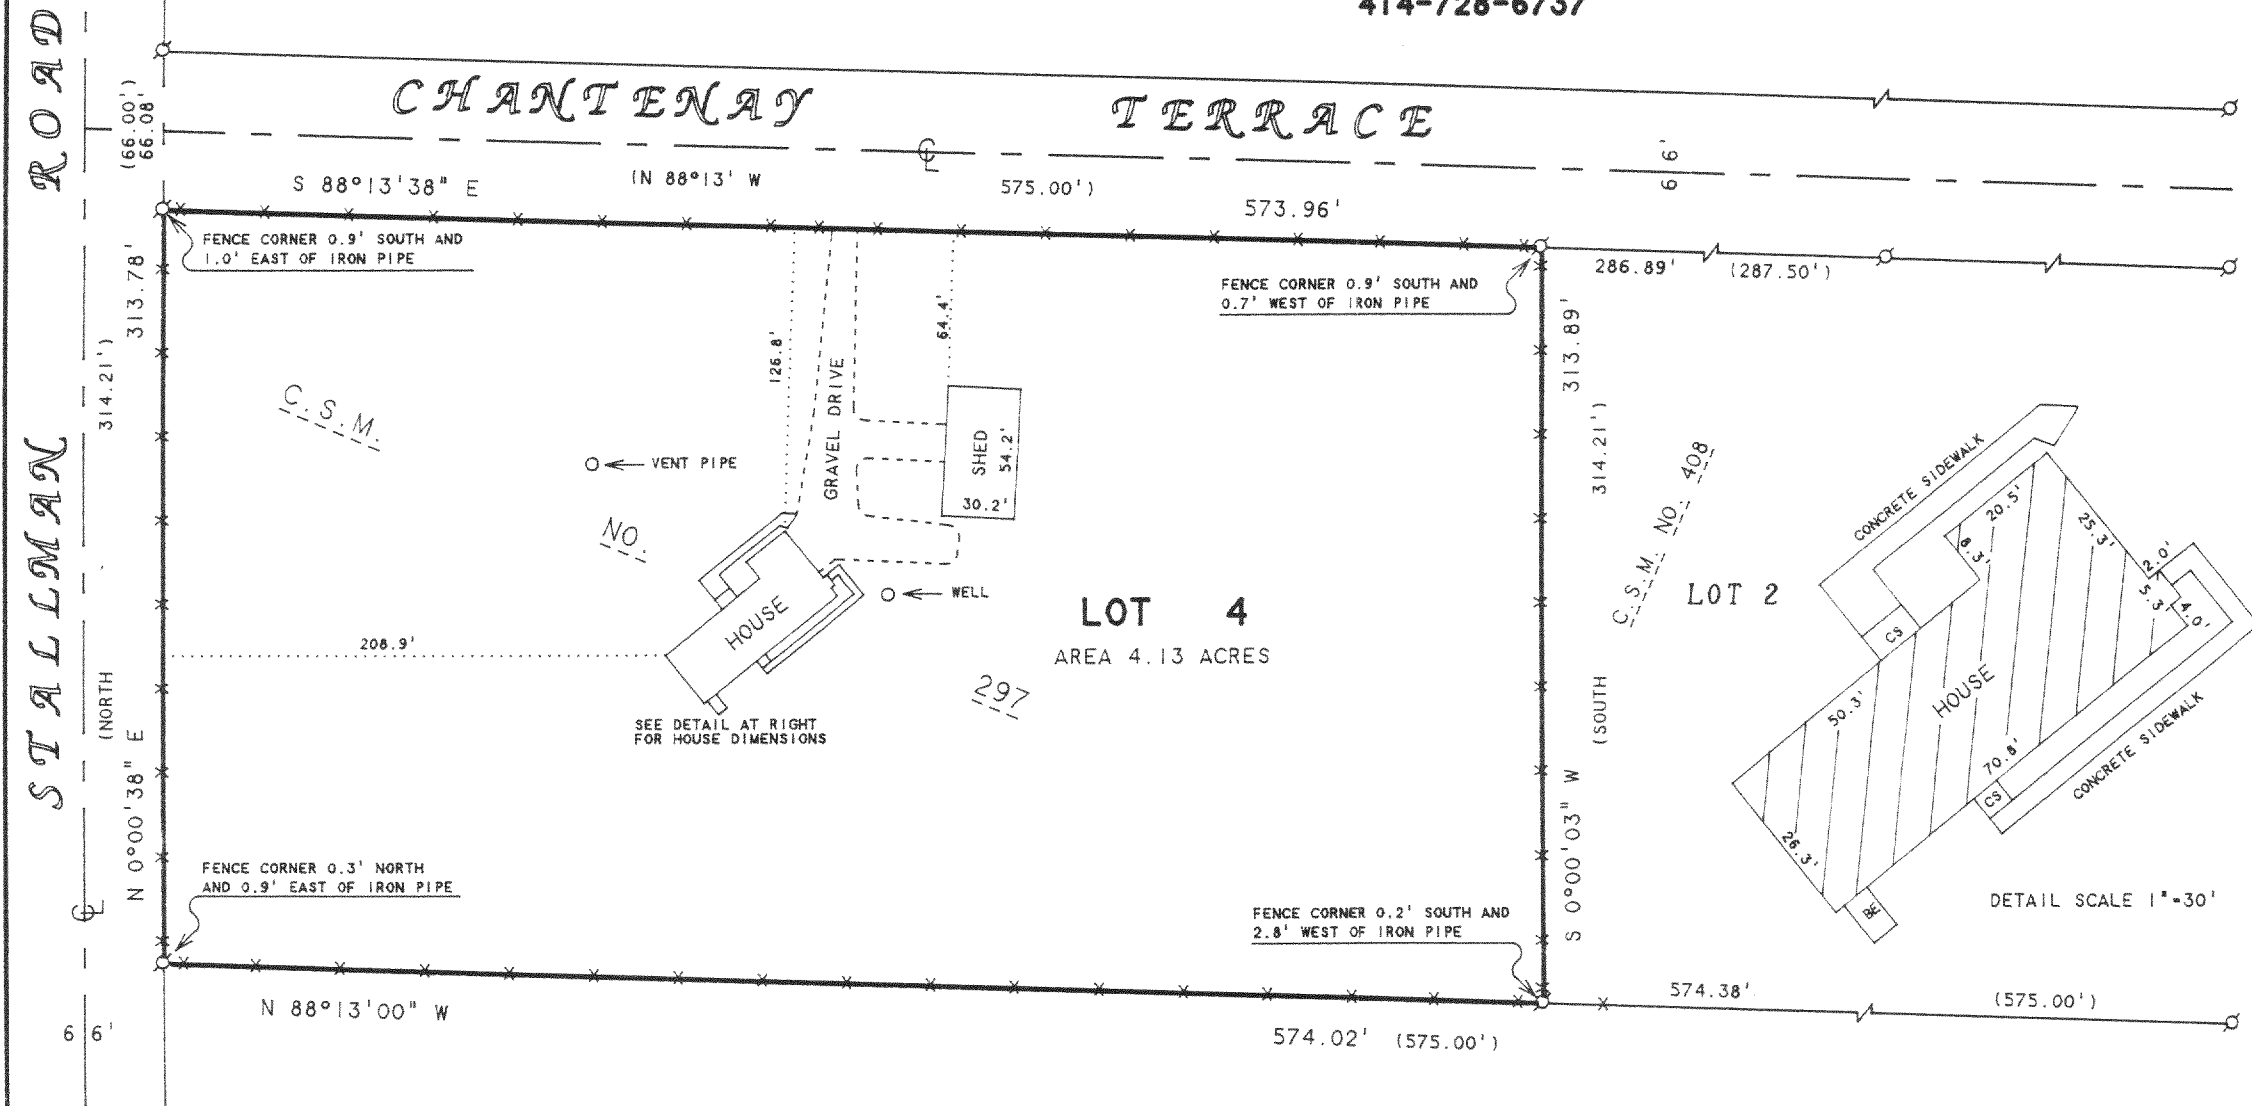 414-728-6737
STALLMAN ROAD
CHANTENAY TERRACE
(66.00')
66.08'
S 88°13'38" E
(N 88°13' W
575.00')
573.96'
66'
FENCE CORNER 0.9' SOUTH AND
1.0' EAST OF IRON PIPE
FENCE CORNER 0.9' SOUTH AND
0.7' WEST OF IRON PIPE
286.89'
(287.50')
313.78'
314.21')
(NORTH
N 0°00'38" E
126.8'
GRAVEL DRIVE
64.4'
SHED
54.2'
30.2'
C.S.M.
NO.
297
VENT PIPE
WELL
HOUSE
208.9'
SEE DETAIL AT RIGHT
FOR HOUSE DIMENSIONS
LOT 4
AREA 4.13 ACRES
313.89'
314.21')
(SOUTH
S 0°00'03" W
C.S.M. NO. 408
LOT 2
CONCRETE SIDEWALK
20.5'
8.3'
25.3'
2.0'
5.3'
4.0'
CS
HOUSE
50.3'
70.8'
CS
CONCRETE SIDEWALK
26.3'
BE
DETAIL SCALE 1"=30'
FENCE CORNER 0.3' NORTH
AND 0.9' EAST OF IRON PIPE
FENCE CORNER 0.2' SOUTH AND
2.8' WEST OF IRON PIPE
N 88°13'00" W
574.02' (575.00')
574.38'
(575.00')
66'